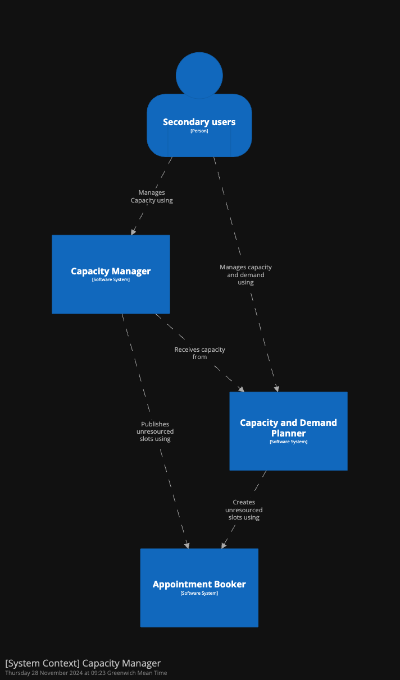 Secondary users
[Person]
Manages
Capacity using
Capacity Manager
[Software System]
Manages capacity
and demand
using
Receives capacity
from
Capacity and Demand
Planner
[Software System]
Publishes
unresourced
slots using
Creates
unresourced
slots using
Appointment Booker
[Software System]
[System Context] Capacity Manager
Thursday 28 November 2024 at 09:23 Greenwich Mean Time